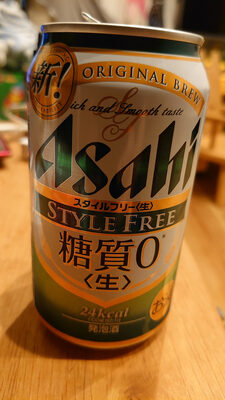 新!
ORIGINAL BREW
ich and Smooth taste
Asahi
スタイルフリー〈生〉
STYLE FREE
糖質0*
〈生〉
24kcal
発泡酒